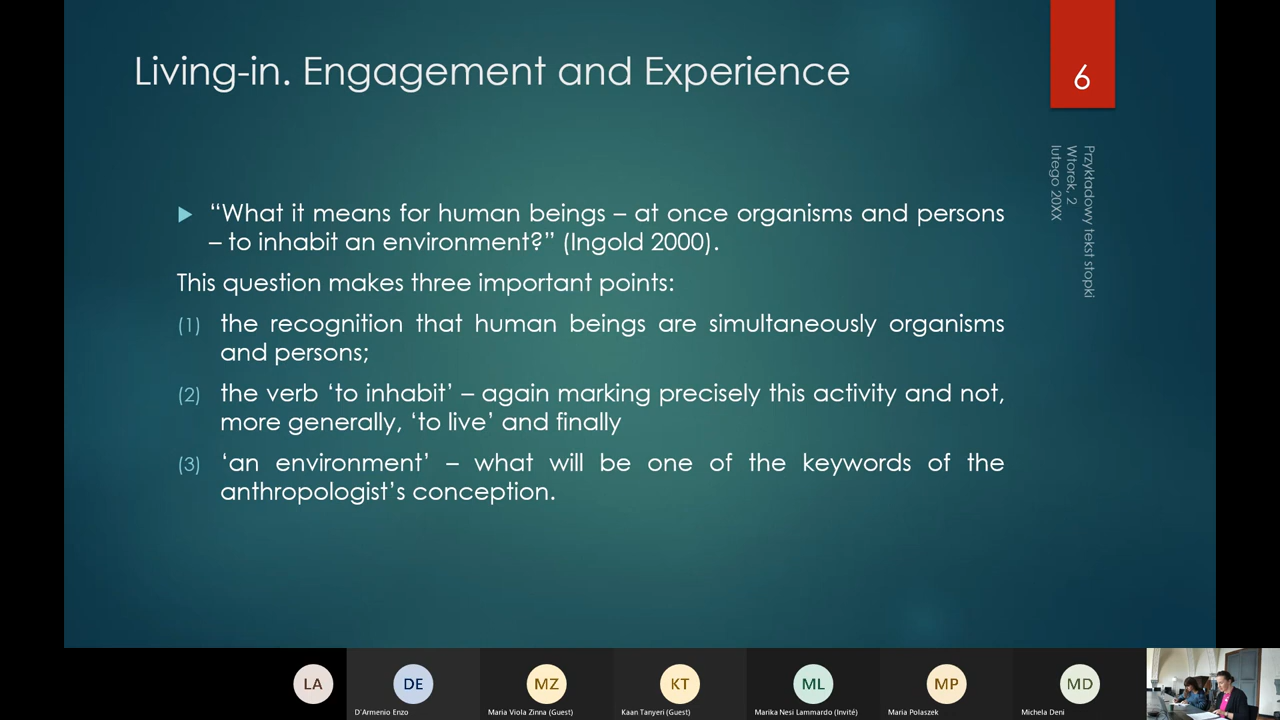 Living-in. Engagement and Experience
6
Przykładowy tekst stopki
Wtorek, 2
lutego 20XX
“What it means for human beings – at once organisms and persons
– to inhabit an environment?” (Ingold 2000).
This question makes three important points:
(1) the recognition that human beings are simultaneously organisms
and persons;
(2) the verb ‘to inhabit’ – again marking precisely this activity and not,
more generally, ‘to live’ and finally
(3) ‘an environment’ – what will be one of the keywords of the
anthropologist’s conception.
LA
DE
MZ
KT
ML
MP
MD
D'Armenio Enzo
Maria Viola Zinna (Guest)
Kaan Tanyeri (Guest)
Marika Nesi Lammardo (Invité)
Maria Polaszek
Michela Deni